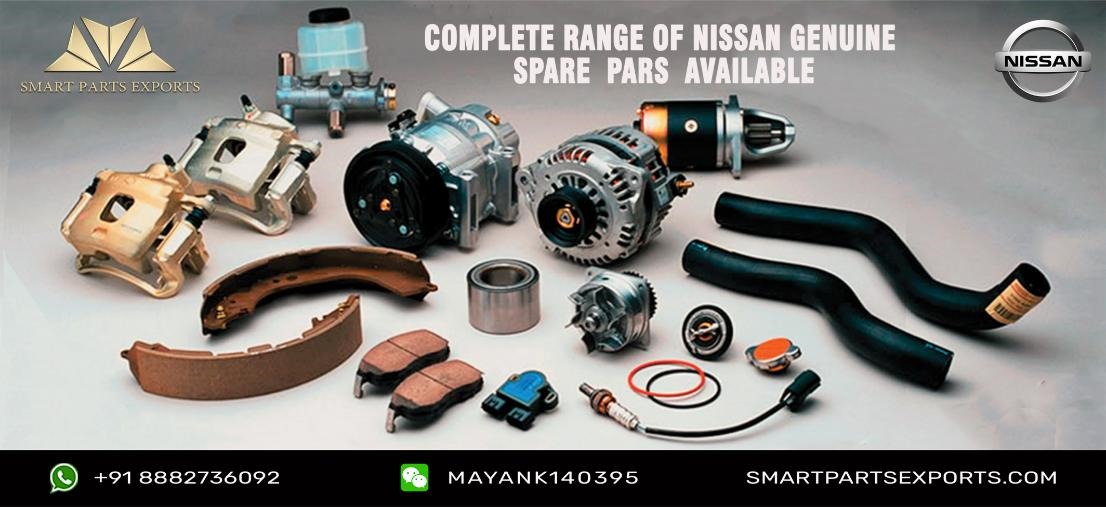 SMART PARTS EXPORTS
COMPLETE RANGE OF NISSAN GENUINE
SPARE PARS AVAILABLE
NISSAN
+91 8882736092
MAYANK140395
SMARTPARTSEXPORTS.COM